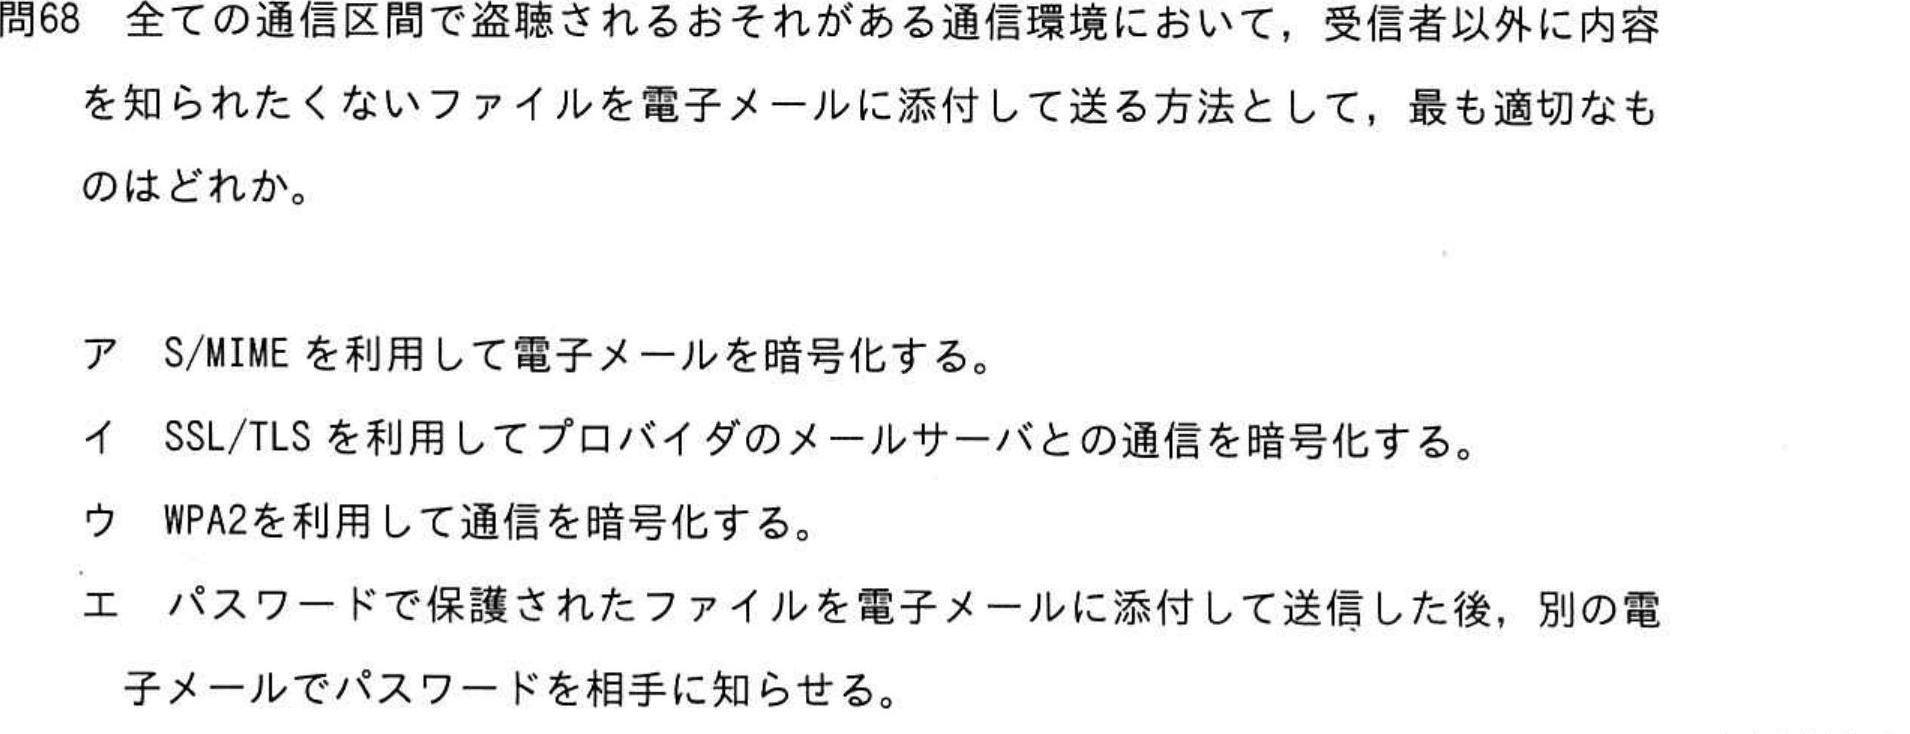 問68　全ての通信区間で盗聴されるおそれがある通信環境において，受信者以外に内容
を知られたくないファイルを電子メールに添付して送る方法として，最も適切なも
のはどれか。
ア　S/MIME を利用して電子メールを暗号化する。
イ　SSL/TLS を利用してプロバイダのメールサーバとの通信を暗号化する。
ウ　WPA2を利用して通信を暗号化する。
エ　パスワードで保護されたファイルを電子メールに添付して送信した後，別の電
子メールでパスワードを相手に知らせる。